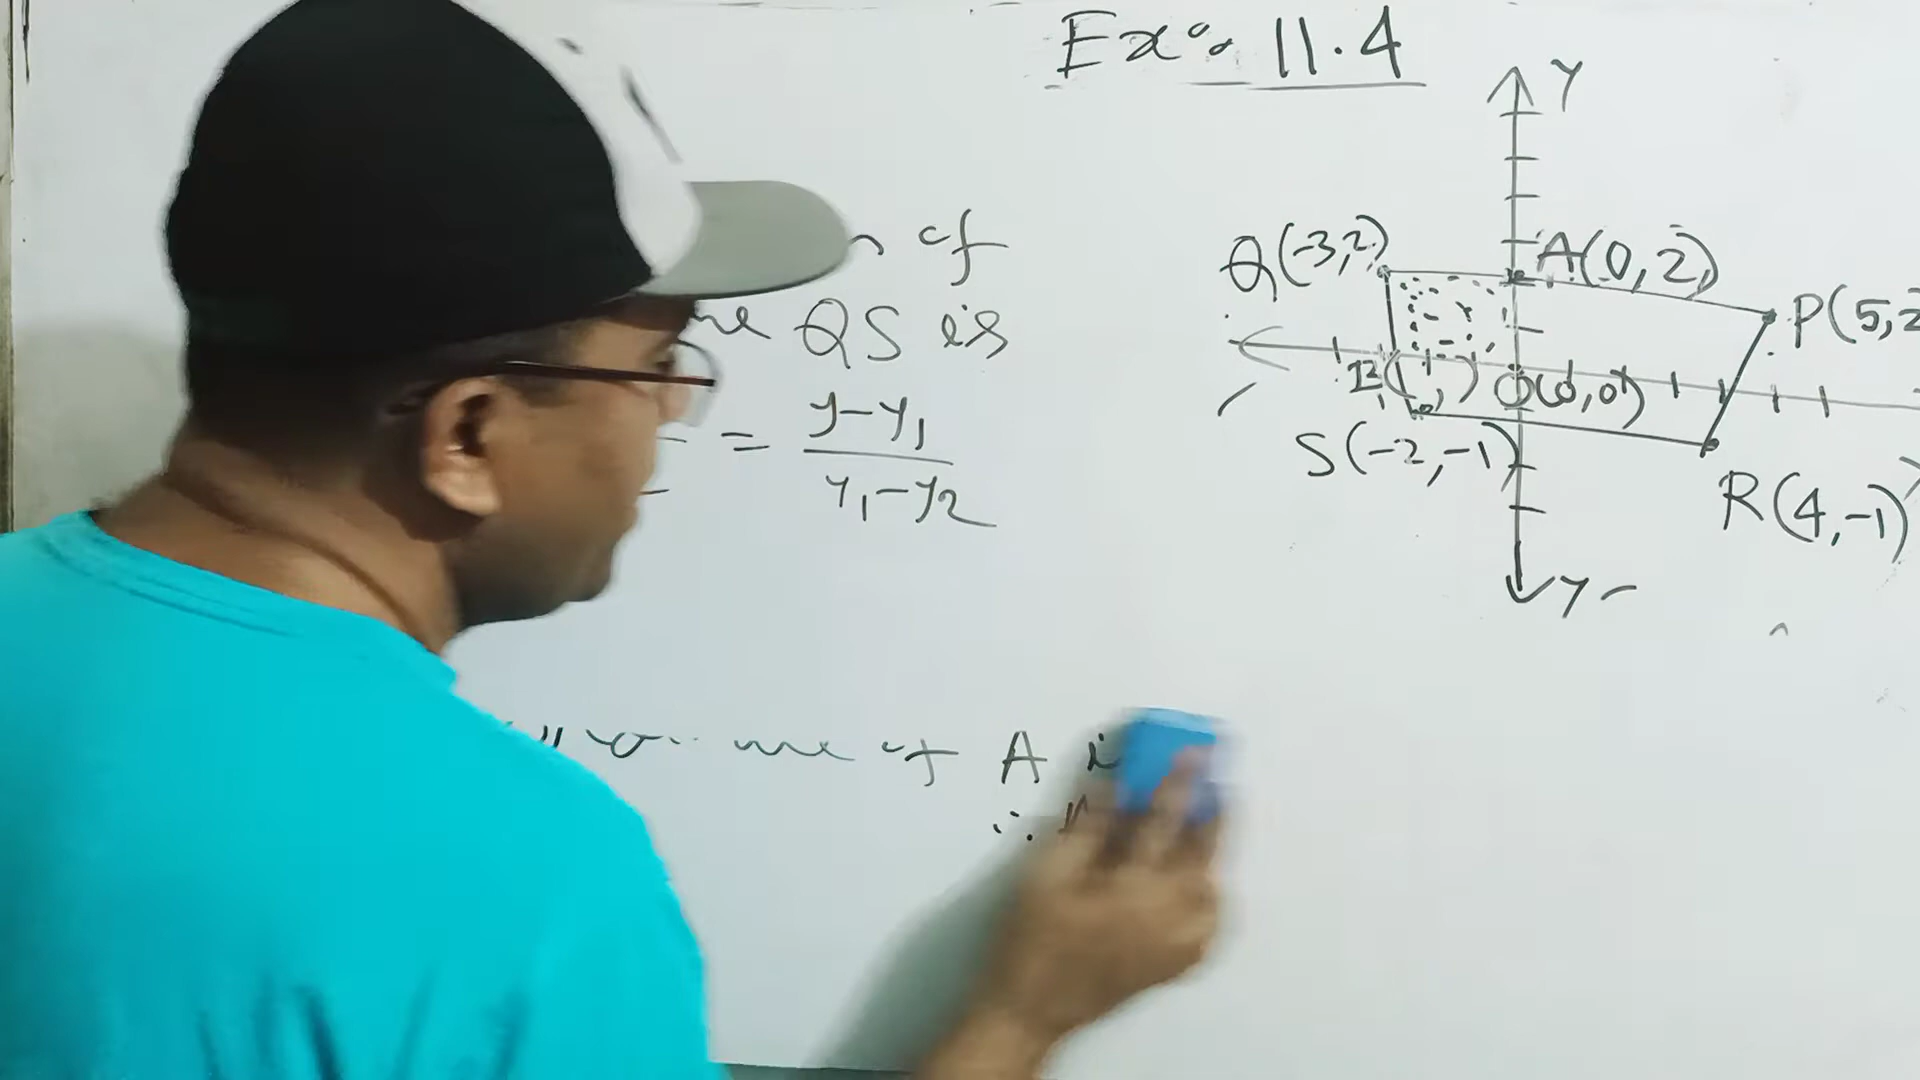 Ex: 11.4
of
QS is
= y-y1
y1-y2
of A
∴
Y
Q(-3,2)
A(0,2)
P(5,2
O(0,0)
S(-2,-1)
R(4,-1)
Y